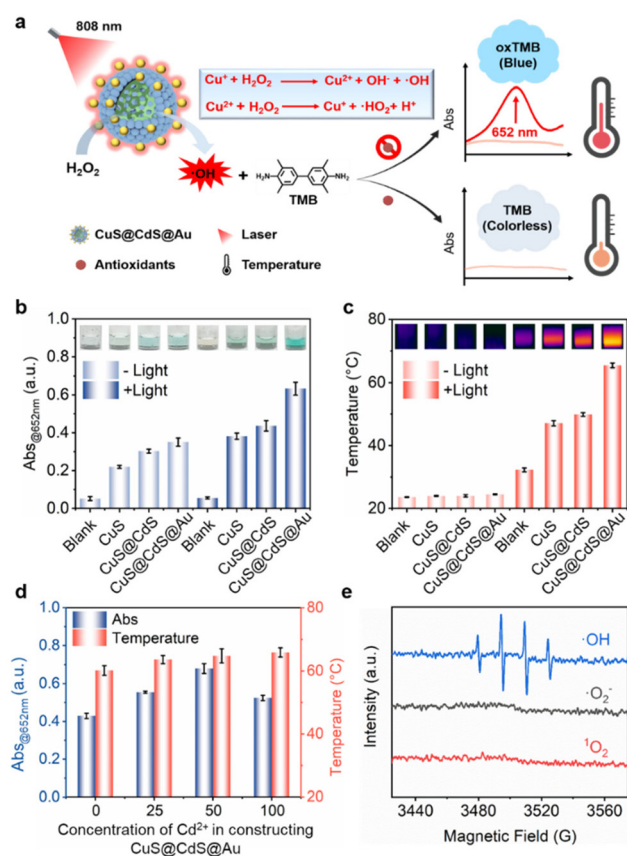 a
808 nm
H2O2
Cu+ + H2O2 → Cu2+ + OH- + ·OH
Cu2+ + H2O2 → Cu+ + ·HO2 + H+
·OH
+
H2N
NH2
TMB
oxTMB
(Blue)
Abs
652 nm
TMB
(Colorless)
Abs
CuS@CdS@Au
Laser
Antioxidants
Temperature
b
Abs@652nm (a.u.)
1.0
0.8
0.6
0.4
0.2
0.0
- Light
+Light
Blank
CuS
CuS@CdS
CuS@CdS@Au
Blank
CuS
CuS@CdS
CuS@CdS@Au
c
Temperature (°C)
80
60
40
20
- Light
+Light
Blank
CuS
CuS@CdS
CuS@CdS@Au
Blank
CuS
CuS@CdS
CuS@CdS@Au
d
Abs@652nm (a.u.)
1.0
0.8
0.6
0.4
0.2
0.0
Abs
Temperature
80
60
40
20
Temperature (°C)
0 25 50 100
Concentration of Cd2+ in constructing
CuS@CdS@Au
e
Intensity (a.u.)
·OH
·O2-
1O2
3440 3480 3520 3560
Magnetic Field (G)